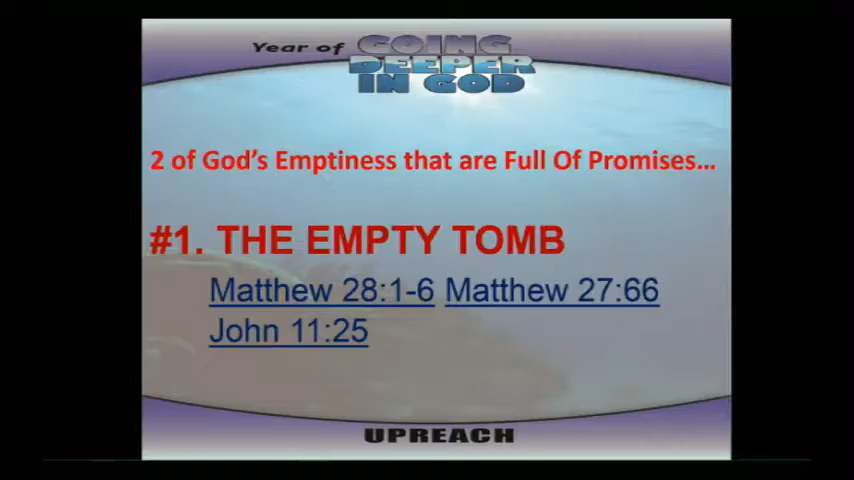 Year of GOING
DEEPER
IN GOD
2 of God's Emptiness that are Full Of Promises...
#1. THE EMPTY TOMB
Matthew 28:1-6 Matthew 27:66
John 11:25
UPREACH